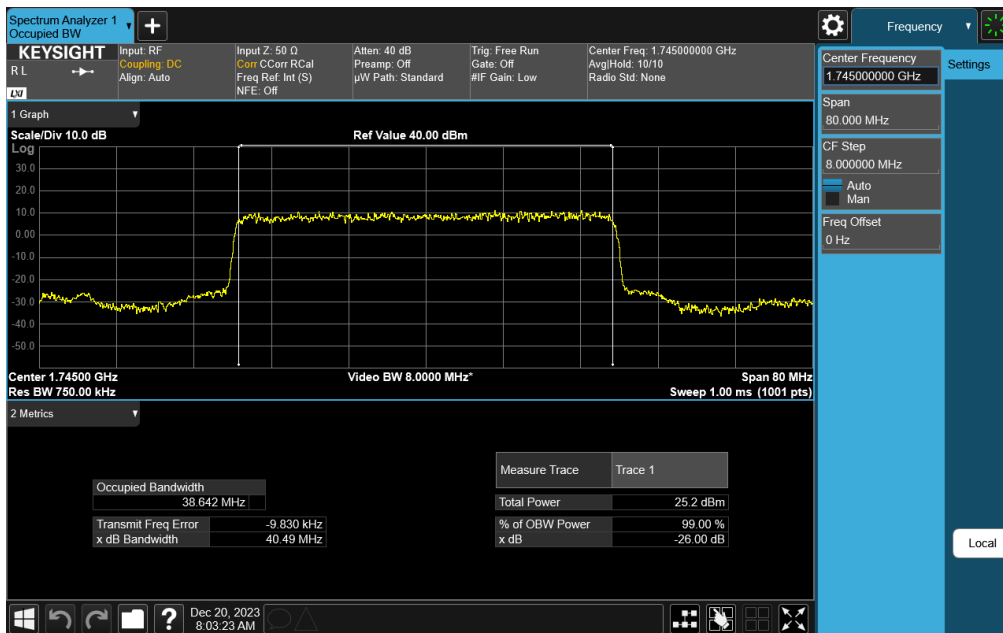 Spectrum Analyzer 1
Occupied BW
+
Frequency
KEYSIGHT
R L
LXI
Input: RF
Coupling: DC
Align: Auto
Input Z: 50 Ω
Corr CCorr RCal
Freq Ref: Int (S)
NFE: Off
Atten: 40 dB
Preamp: Off
µW Path: Standard
Trig: Free Run
Gate: Off
#IF Gain: Low
Center Freq: 1.745000000 GHz
Avg|Hold: 10/10
Radio Std: None
Center Frequency
1.745000000 GHz
Settings
Span
80.000 MHz
CF Step
8.000000 MHz
Auto
Man
Freq Offset
0 Hz
Local
1 Graph
Scale/Div 10.0 dB
Ref Value 40.00 dBm
Log
30.0
20.0
10.0
0.00
-10.0
-20.0
-30.0
-40.0
-50.0
Center 1.74500 GHz
Video BW 8.0000 MHz*
Span 80 MHz
Res BW 750.00 kHz
Sweep 1.00 ms (1001 pts)
2 Metrics
Occupied Bandwidth
38.642 MHz
Transmit Freq Error -9.830 kHz
x dB Bandwidth 40.49 MHz
Measure Trace Trace 1
Total Power 25.2 dBm
% of OBW Power 99.00 %
x dB -26.00 dB
?
Dec 20, 2023
8:03:23 AM